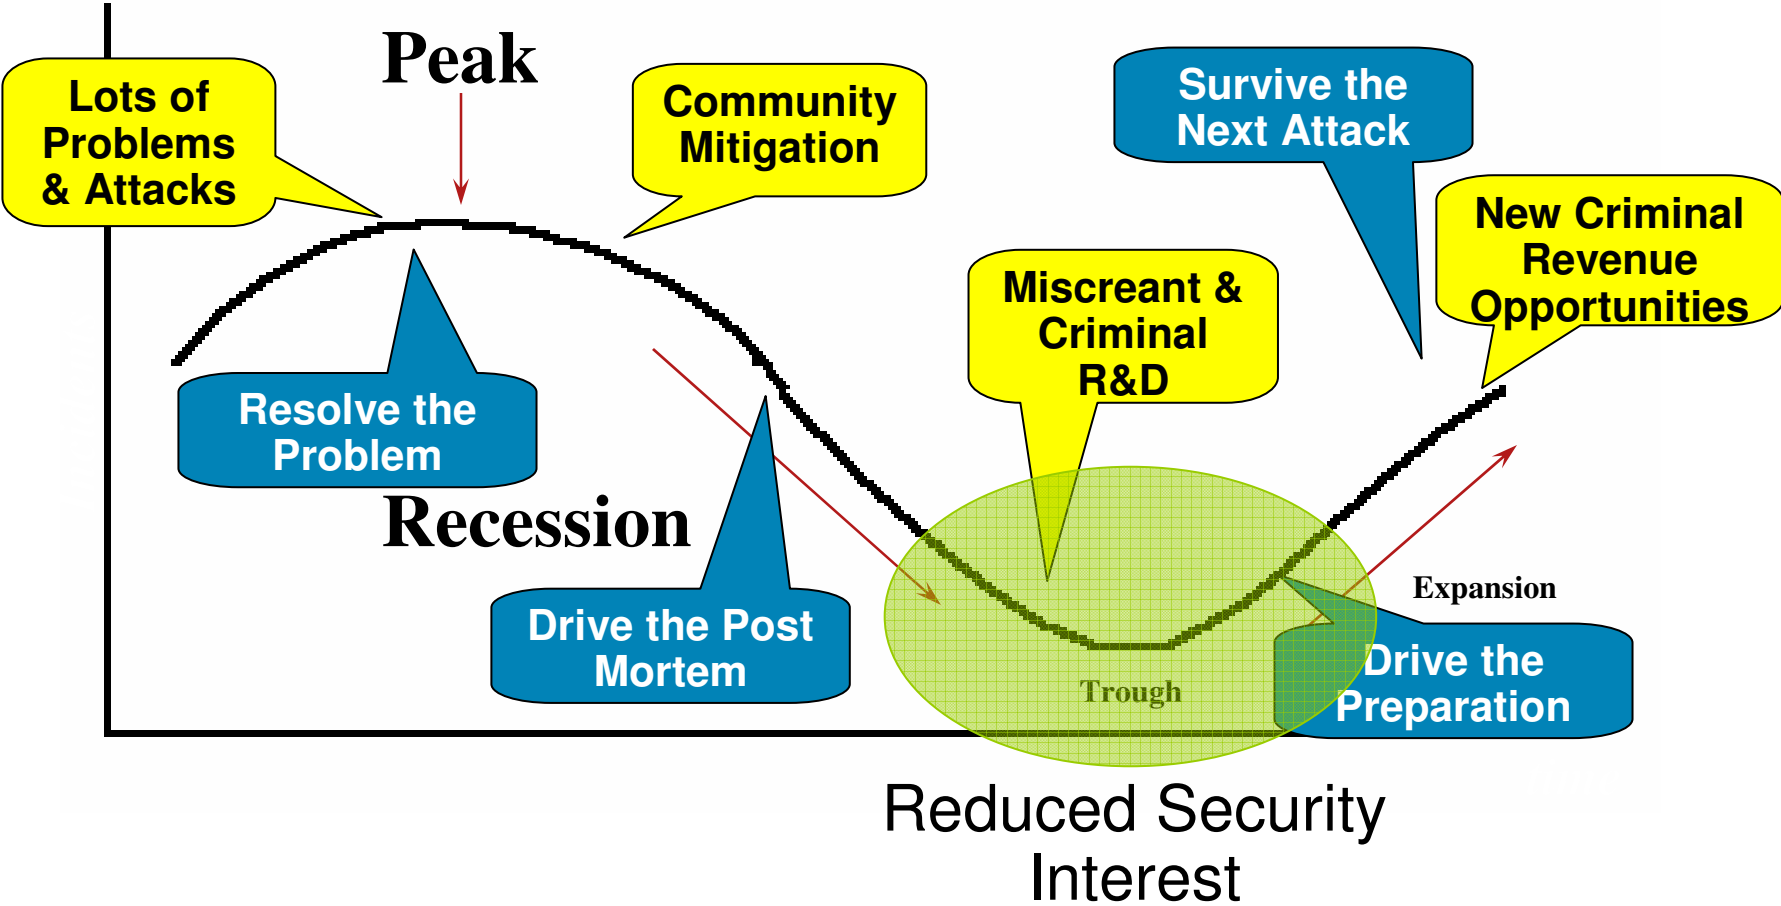 Peak
Lots of
Problems
& Attacks
Community
Mitigation
Survive the
Next Attack
New Criminal
Revenue
Opportunities
Miscreant &
Criminal
R&D
Resolve the
Problem
Recession
Drive the Post
Mortem
Expansion
Trough
Drive the
Preparation
Reduced Security
Interest